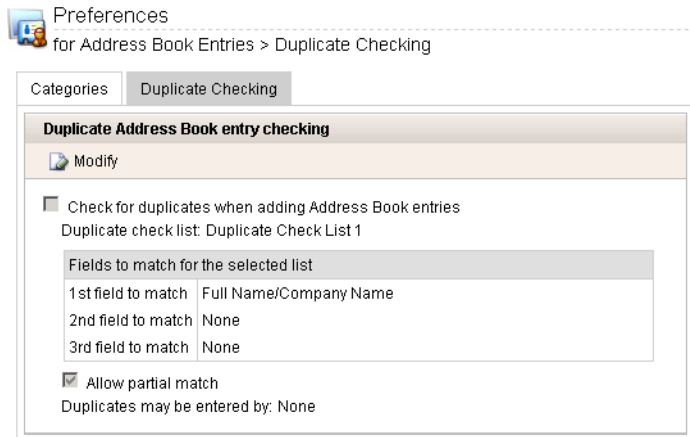 Preferences
for Address Book Entries > Duplicate Checking
Categories Duplicate Checking
Duplicate Address Book entry checking
Modify
Check for duplicates when adding Address Book entries
Duplicate check list: Duplicate Check List 1
Fields to match for the selected list
1st field to match Full Name/Company Name
2nd field to match None
3rd field to match None
Allow partial match
Duplicates may be entered by: None